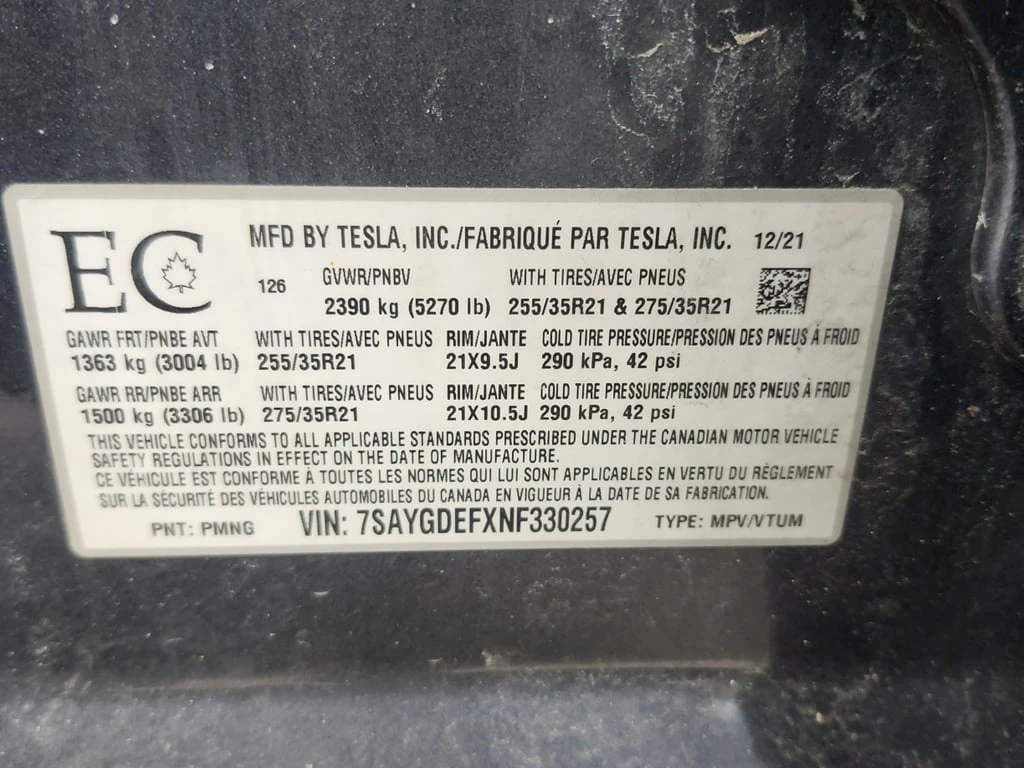 EC
MFD BY TESLA, INC./FABRIQUÉ PAR TESLA, INC. 12/21
126 GVWR/PNBV WITH TIRES/AVEC PNEUS
2390 kg (5270 lb) 255/35R21 & 275/35R21
GAWR FRT/PNBE AVT WITH TIRES/AVEC PNEUS RIM/JANTE COLD TIRE PRESSURE/PRESSION DES PNEUS À FROID
1363 kg (3004 lb) 255/35R21 21X9.5J 290 kPa, 42 psi
GAWR RR/PNBE ARR WITH TIRES/AVEC PNEUS RIM/JANTE COLD TIRE PRESSURE/PRESSION DES PNEUS À FROID
1500 kg (3306 lb) 275/35R21 21X10.5J 290 kPa, 42 psi
THIS VEHICLE CONFORMS TO ALL APPLICABLE STANDARDS PRESCRIBED UNDER THE CANADIAN MOTOR VEHICLE
SAFETY REGULATIONS IN EFFECT ON THE DATE OF MANUFACTURE.
CE VÉHICULE EST CONFORME À TOUTES LES NORMES QUI LUI SONT APPLICABLES EN VERTU DU RÈGLEMENT
SUR LA SÉCURITÉ DES VÉHICULES AUTOMOBILES DU CANADA EN VIGUEUR À LA DATE DE SA FABRICATION.
PNT: PMNG VIN: 7SAYGDEFXNF330257 TYPE: MPV/VTUM